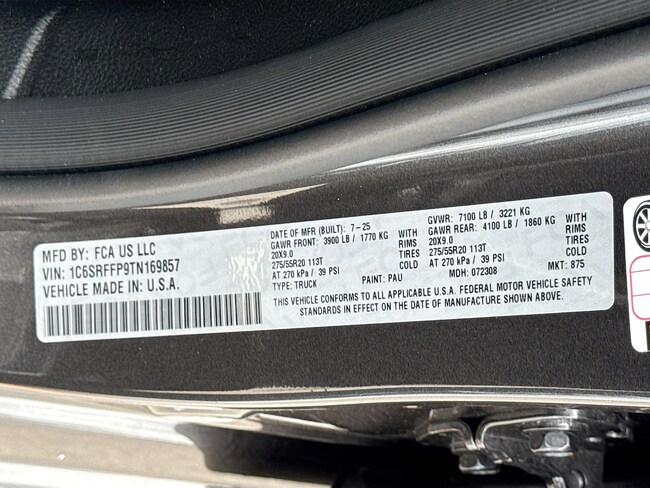 MFD BY: FCA US LLC
VIN: 1C6SRFFP9TN169857
VEHICLE MADE IN U.S.A.
DATE OF MFR (BUILT): 7-25
GVWR: 7100 LB / 3221 KG
GAWR FRONT: 3900 LB / 1770 KG WITH
GAWR REAR: 4100 LB / 1860 KG WITH
20X9.0 RIMS
20X9.0 RIMS
275/55R20 113T TIRES
275/55R20 113T TIRES
AT 270 kPa / 39 PSI COLD
AT 270 kPa / 39 PSI COLD
TYPE: TRUCK PAINT: PAU MDH: 072308 MKT: 875
THIS VEHICLE CONFORMS TO ALL APPLICABLE U.S.A. FEDERAL MOTOR VEHICLE SAFETY
STANDARDS IN EFFECT ON THE DATE OF MANUFACTURE SHOWN ABOVE.